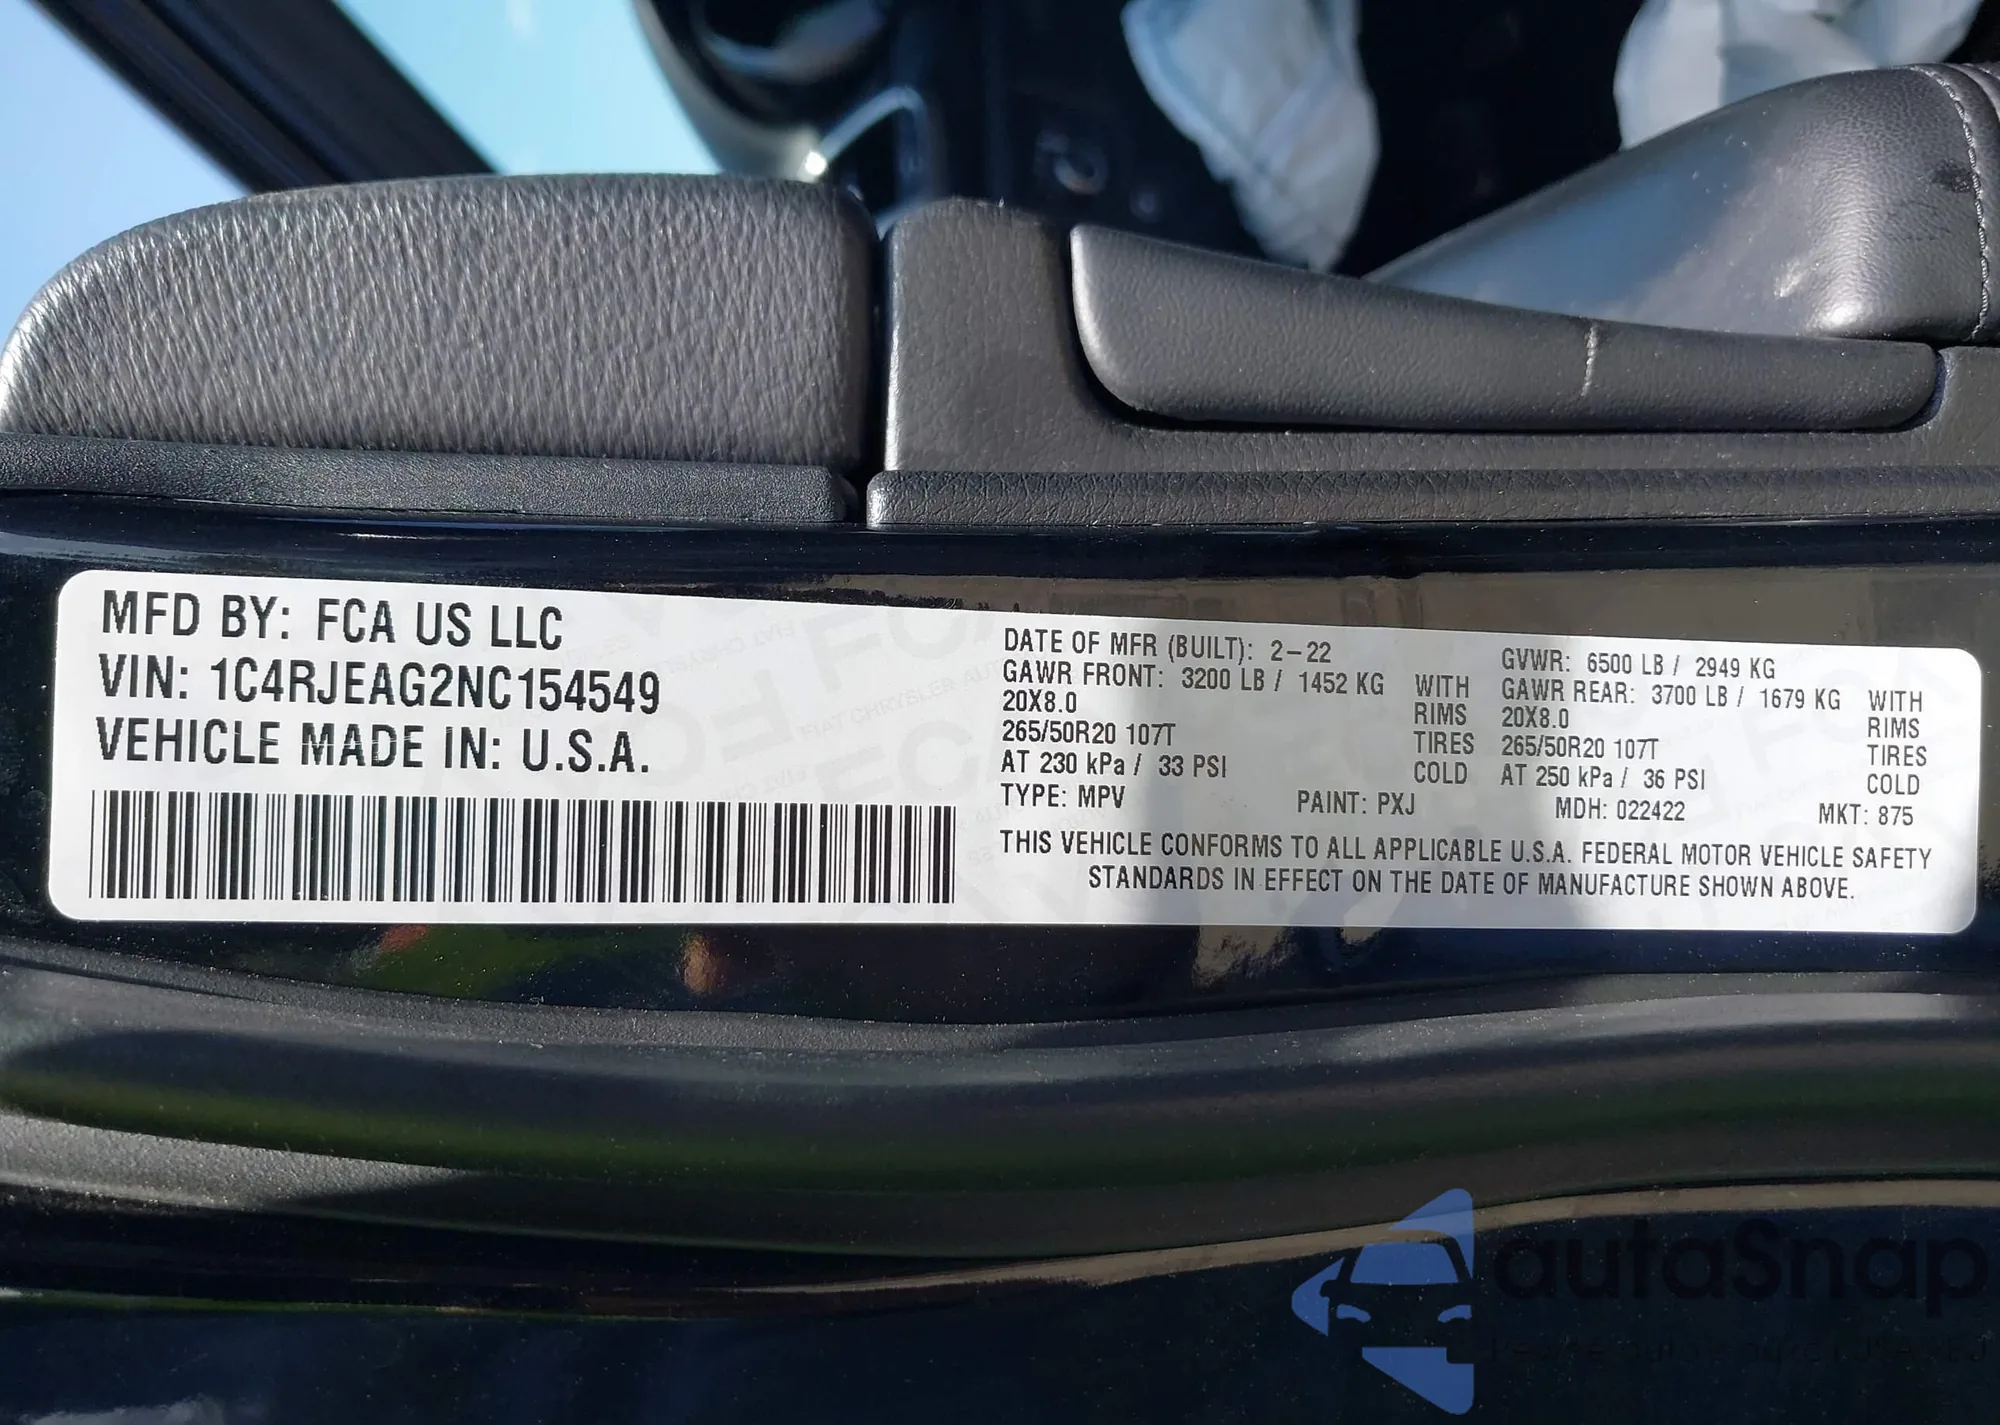 MFD BY: FCA US LLC
VIN: 1C4RJEAG2NC154549
VEHICLE MADE IN: U.S.A.
DATE OF MFR (BUILT): 2-22 GVWR: 6500 LB / 2949 KG
GAWR FRONT: 3200 LB / 1452 KG WITH GAWR REAR: 3700 LB / 1679 KG WITH
20X8.0 RIMS 20X8.0 RIMS
265/50R20 107T TIRES 265/50R20 107T TIRES
AT 230 kPa / 33 PSI COLD AT 250 kPa / 36 PSI COLD
TYPE: MPV PAINT: PXJ MDH: 022422 MKT: 875
THIS VEHICLE CONFORMS TO ALL APPLICABLE U.S.A. FEDERAL MOTOR VEHICLE SAFETY
STANDARDS IN EFFECT ON THE DATE OF MANUFACTURE SHOWN ABOVE.
autaSnap